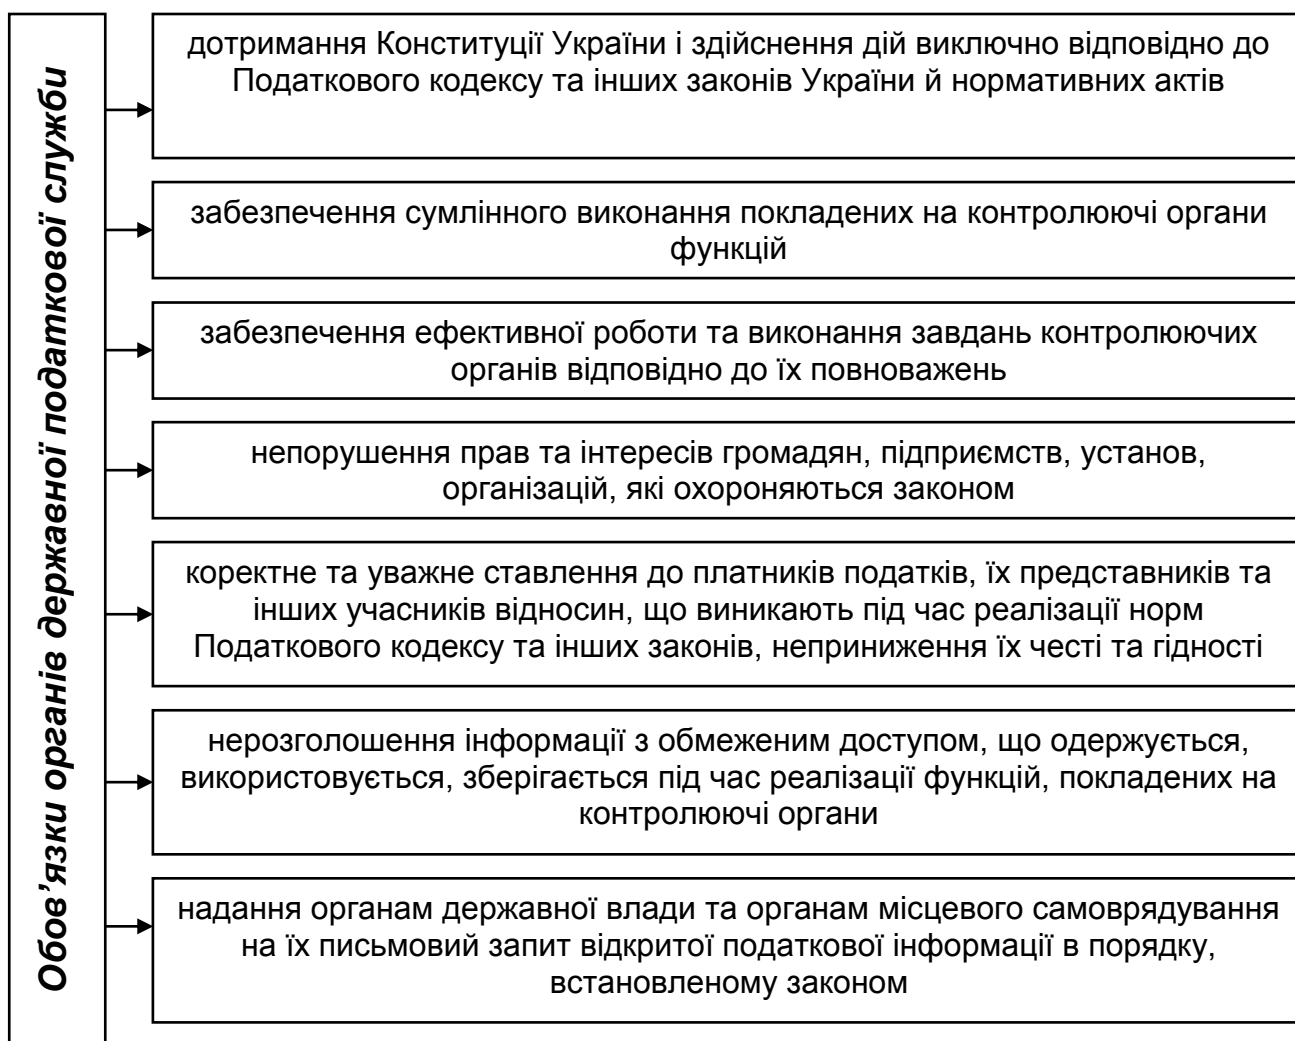 Обов’язки органів державної податкової служби
дотримання Конституції України і здійснення дій виключно відповідно до
Податкового кодексу та інших законів України й нормативних актів
забезпечення сумлінного виконання покладених на контролюючі органи
функцій
забезпечення ефективної роботи та виконання завдань контролюючих
органів відповідно до їх повноважень
непорушення прав та інтересів громадян, підприємств, установ,
організацій, які охороняються законом
коректне та уважне ставлення до платників податків, їх представників та
інших учасників відносин, що виникають під час реалізації норм
Податкового кодексу та інших законів, неприниження їх честі та гідності
нерозголошення інформації з обмеженим доступом, що одержується,
використовується, зберігається під час реалізації функцій, покладених на
контролюючі органи
надання органам державної влади та органам місцевого самоврядування
на їх письмовий запит відкритої податкової інформації в порядку,
встановленому законом